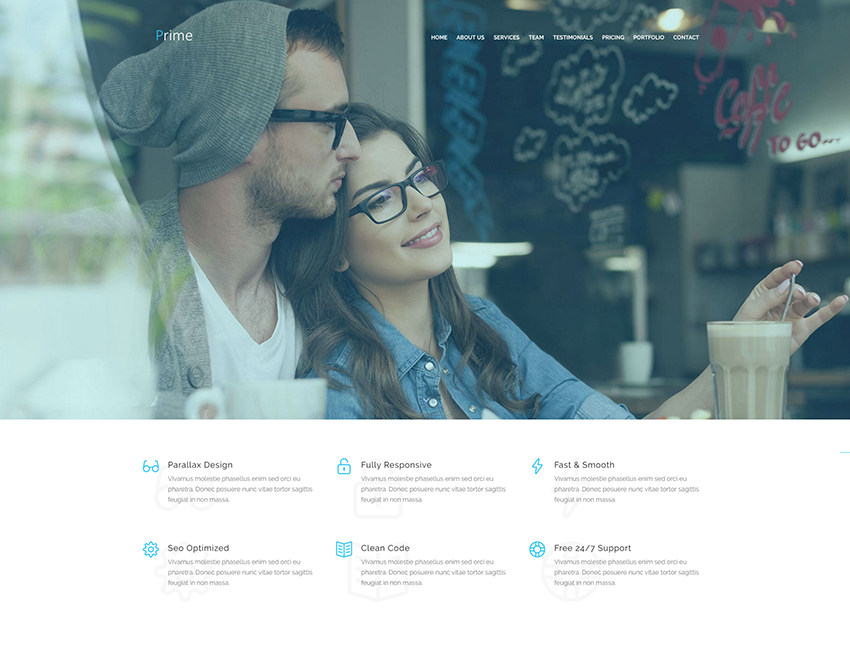 Prime
HOME ABOUT US SERVICES TEAM TESTIMONIALS PRICING PORTFOLIO CONTACT
Coffe
TO GO
Parallax Design
Vivamus molestie phasellus enim sed orci eu
pharetra. Donec posuere nunc vitae tortor sagittis
feugiat in non massa.
Fully Responsive
Vivamus molestie phasellus enim sed orci eu
pharetra. Donec posuere nunc vitae tortor sagittis
feugiat in non massa.
Fast & Smooth
Vivamus molestie phasellus enim sed orci eu
pharetra. Donec posuere nunc vitae tortor sagittis
feugiat in non massa.
Seo Optimized
Vivamus molestie phasellus enim sed orci eu
pharetra. Donec posuere nunc vitae tortor sagittis
feugiat in non massa.
Clean Code
Vivamus molestie phasellus enim sed orci eu
pharetra. Donec posuere nunc vitae tortor sagittis
feugiat in non massa.
Free 24/7 Support
Vivamus molestie phasellus enim sed orci eu
pharetra. Donec posuere nunc vitae tortor sagittis
feugiat in non massa.